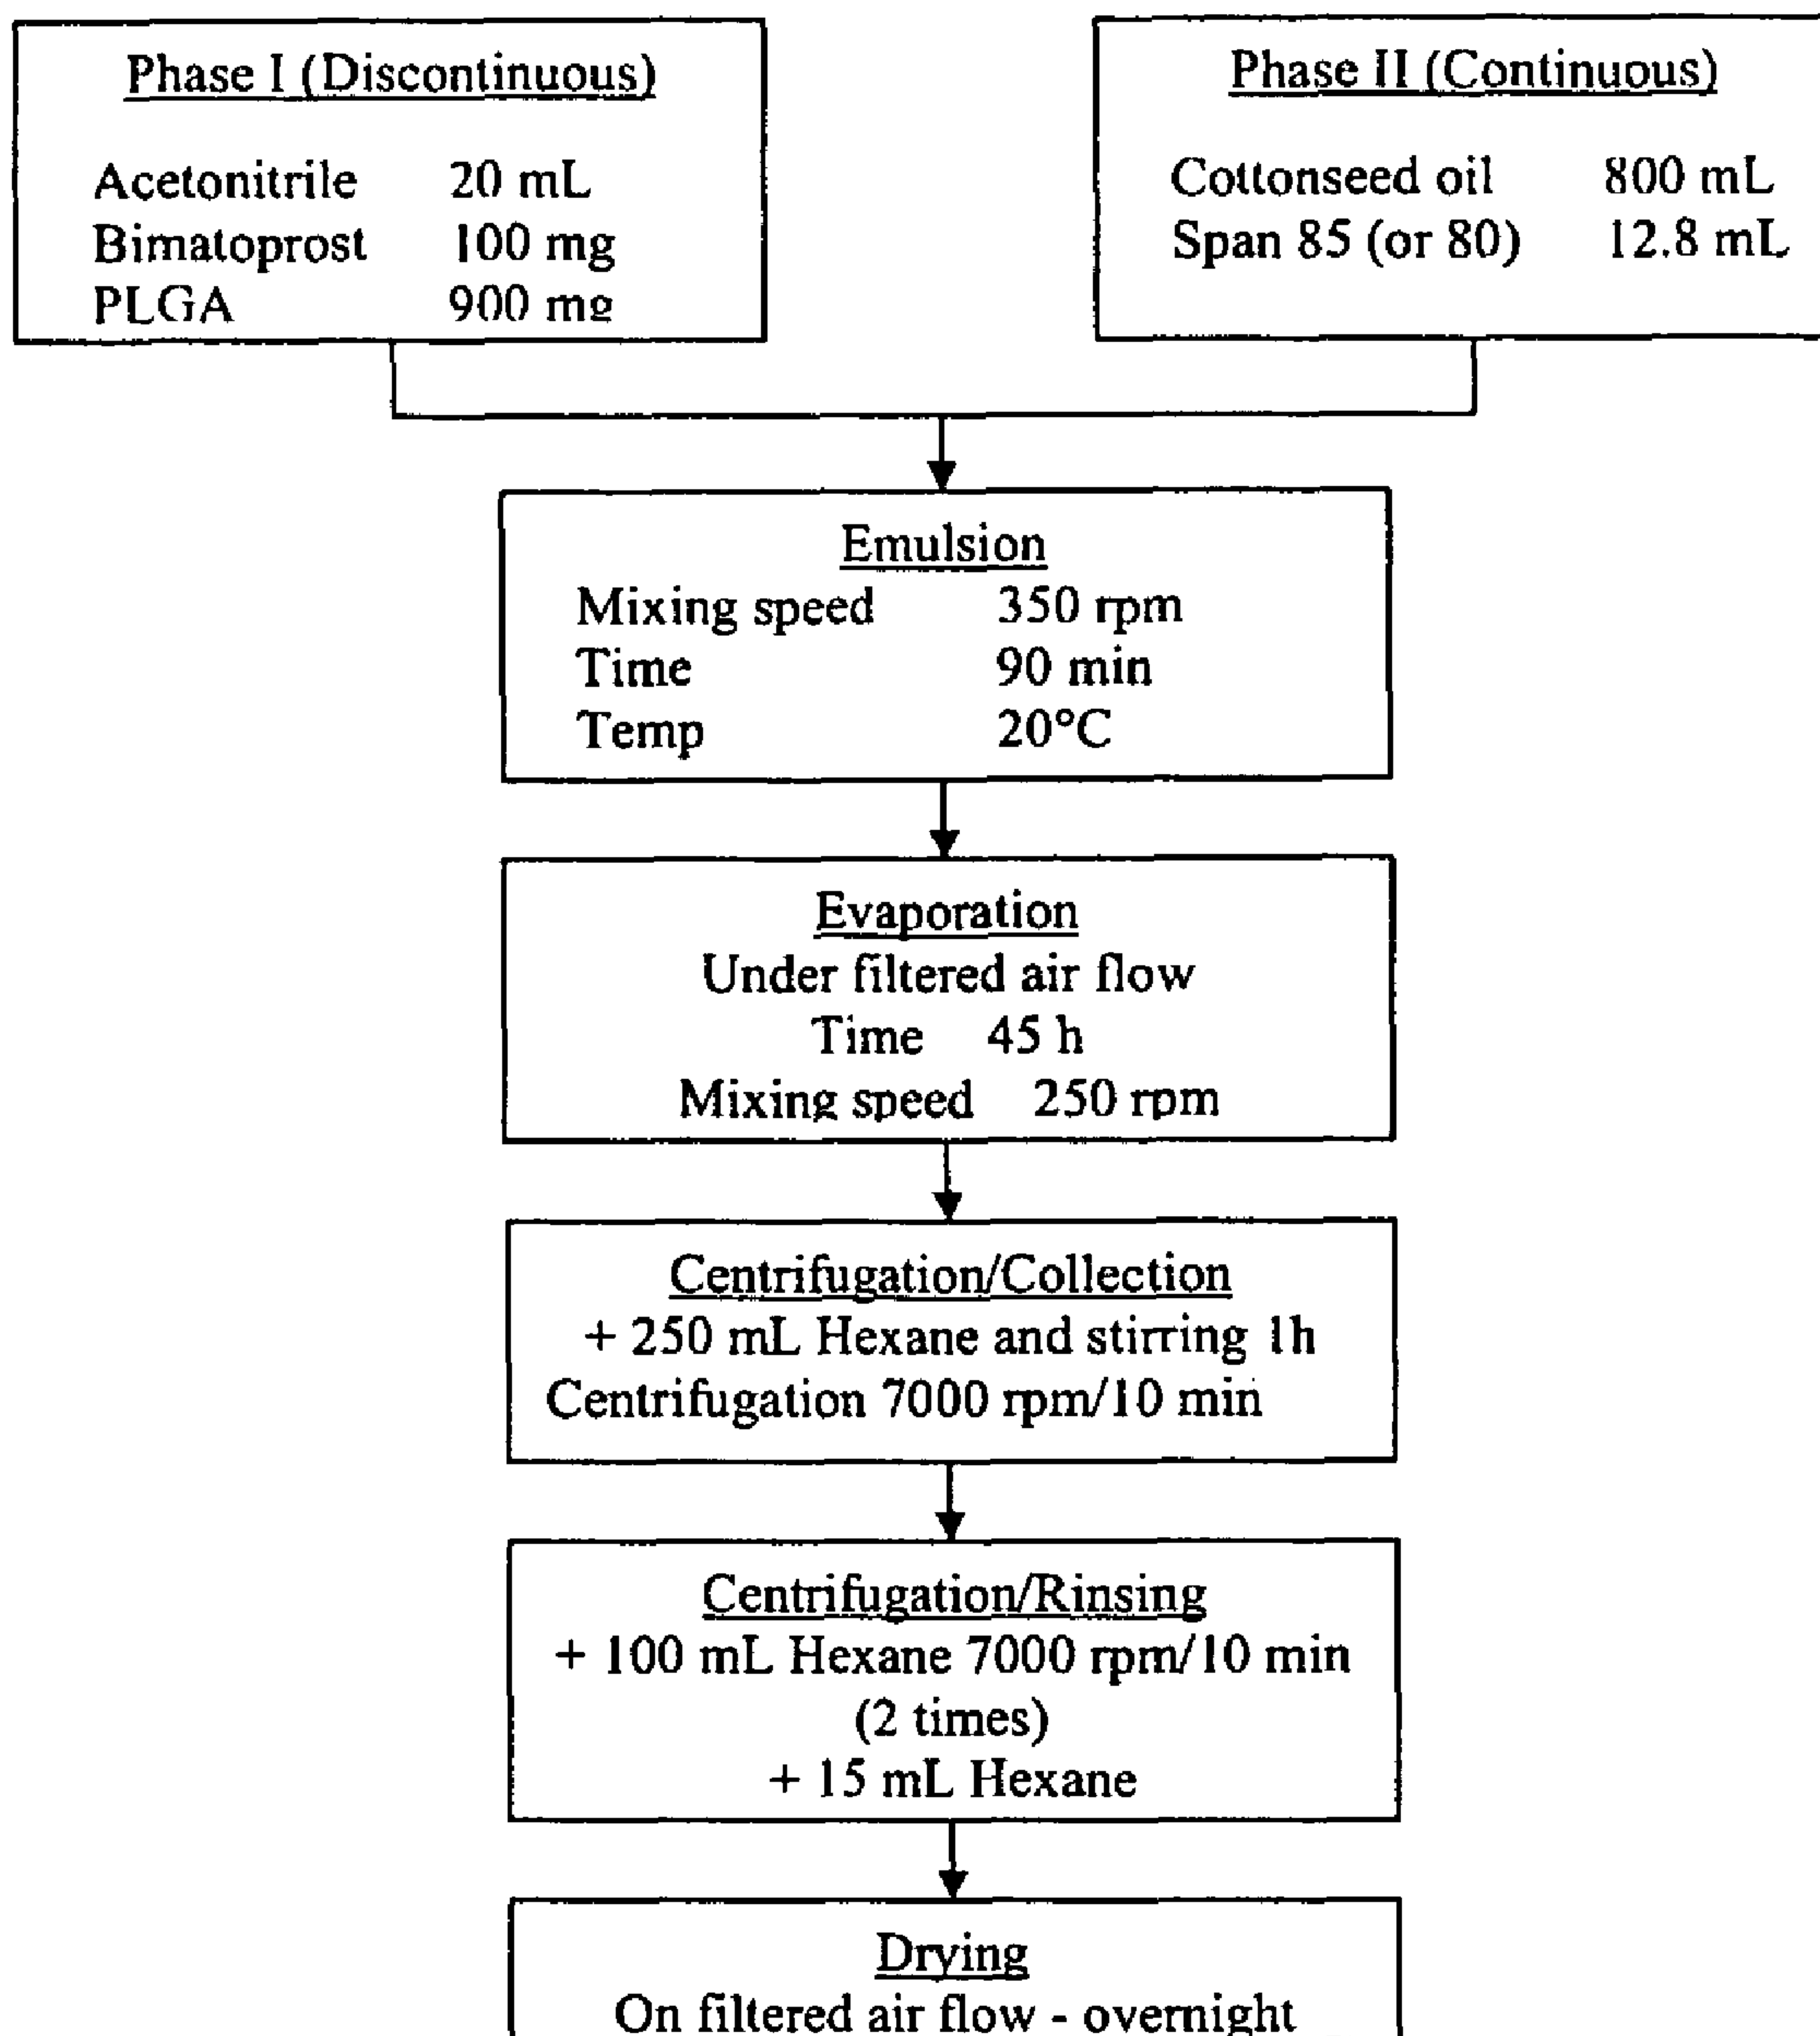 Phase I (Discontinuous)
Acetonitrile 20 mL
Bimatoprost 100 mg
PLGA 900 mg
Phase II (Continuous)
Cottonseed oil 800 mL
Span 85 (or 80) 12.8 mL
Emulsion
Mixing speed 350 rpm
Time 90 min
Temp 20°C
Evaporation
Under filtered air flow
Time 45 h
Mixing speed 250 rpm
Centrifugation/Collection
+ 250 mL Hexane and stirring 1h
Centrifugation 7000 rpm/10 min
Centrifugation/Rinsing
+ 100 mL Hexane 7000 rpm/10 min
(2 times)
+ 15 mL Hexane
Drying
On filtered air flow - overnight